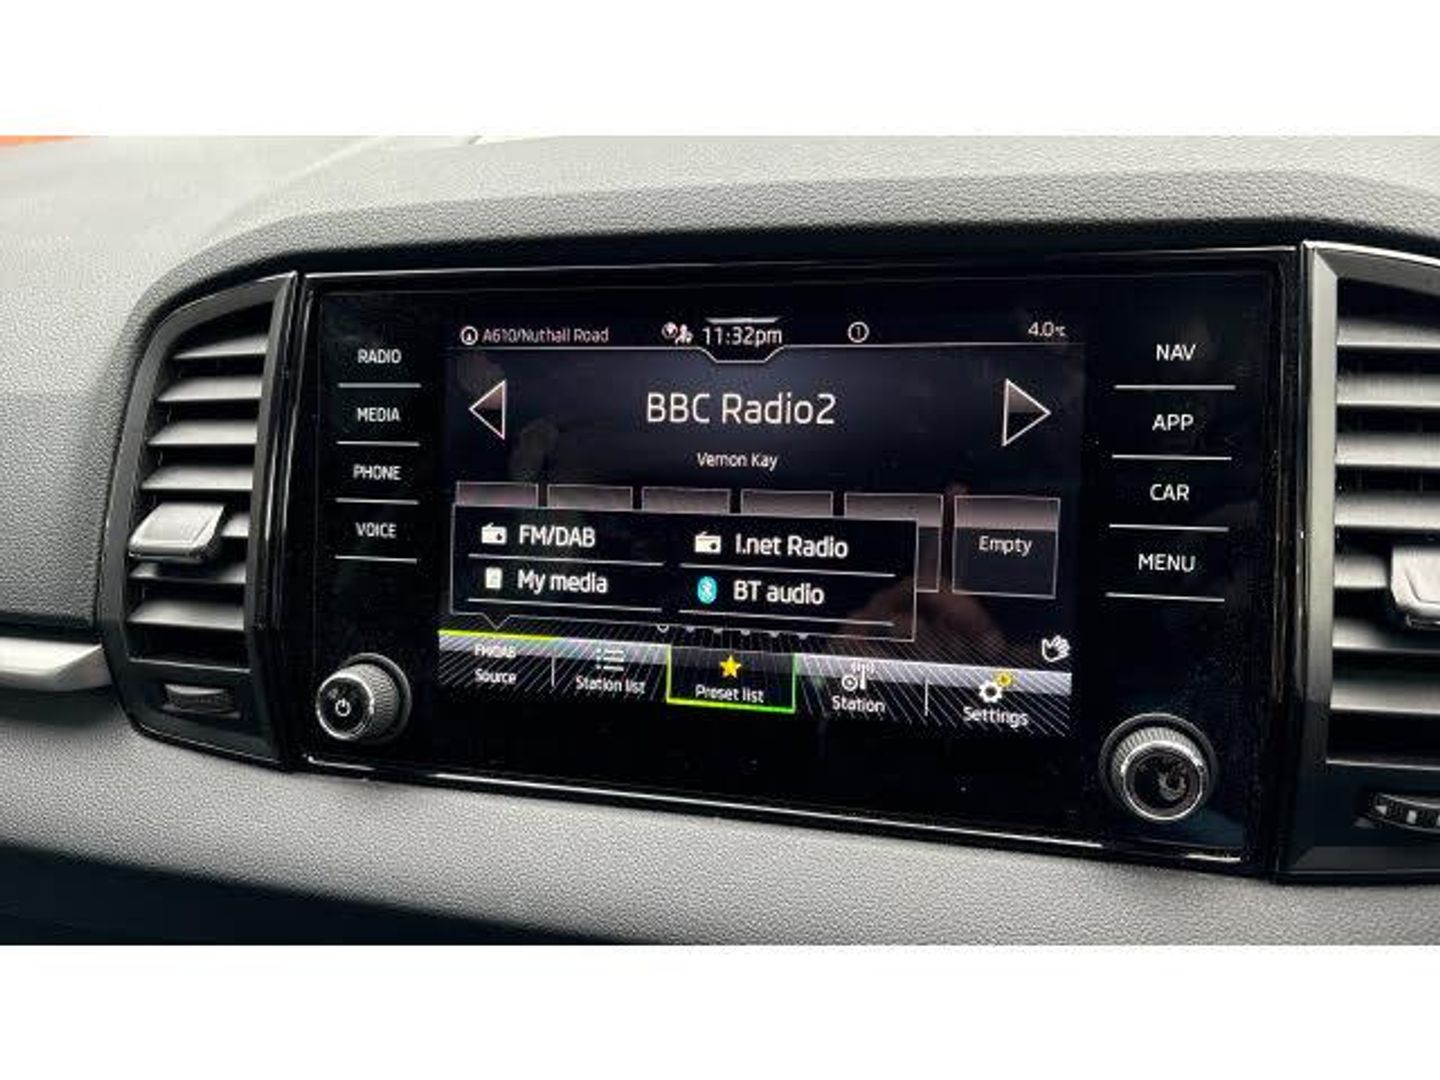 A610/Nuthall Road
11:32pm
1
4.0°C
BBC Radio2
Vernon Kay
RADIO
MEDIA
PHONE
VOICE
NAV
APP
CAR
MENU
FM/DAB
I.net Radio
My media
BT audio
Empty
FM/DAB
Source
Station list
Preset list
Station
Settings